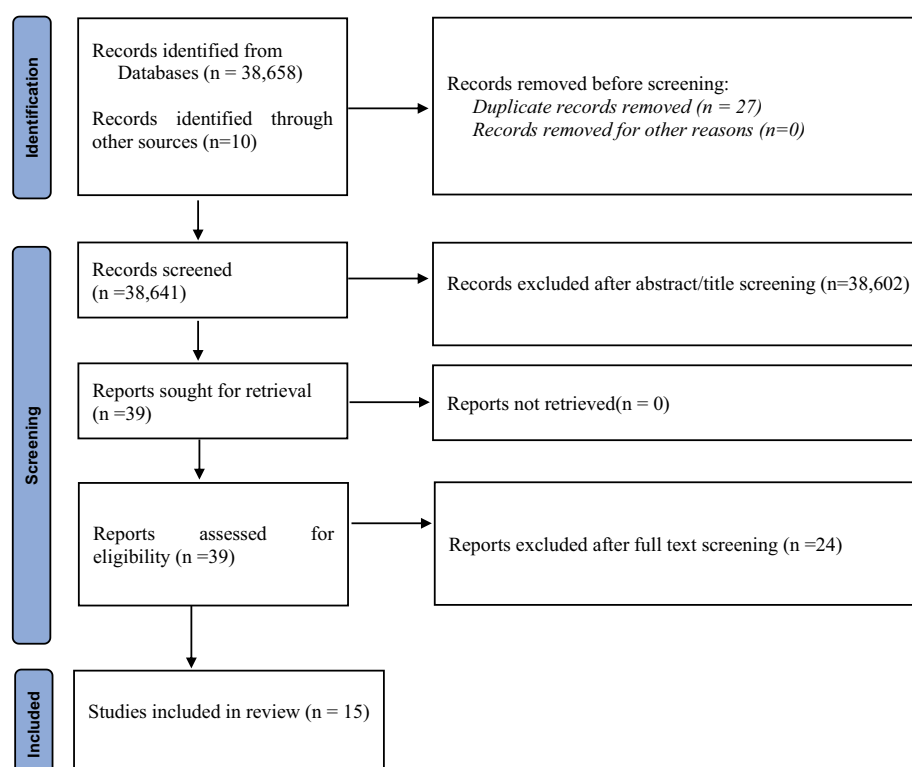 Identification
Records identified from
Databases (n = 38,658)
Records identified through
other sources (n=10)
Records removed before screening:
Duplicate records removed (n = 27)
Records removed for other reasons (n=0)
Screening
Records screened
(n =38,641)
Records excluded after abstract/title screening (n=38,602)
Reports sought for retrieval
(n =39)
Reports not retrieved(n = 0)
Reports assessed for
eligibility (n =39)
Reports excluded after full text screening (n =24)
Included
Studies included in review (n = 15)